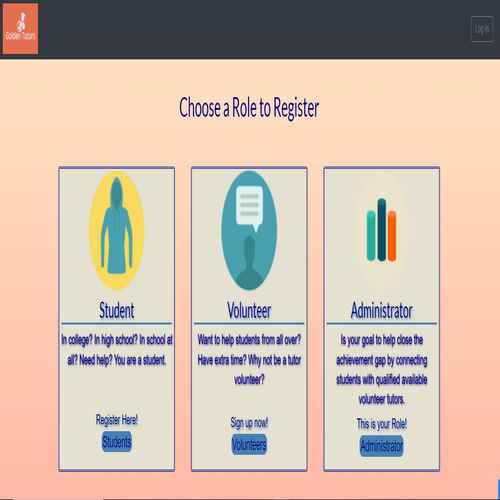 Golden Tutors
Log In
Choose a Role to Register
Student
In college? In high school? In school at
all? Need help? You are a student.
Register Here!
Students
Volunteer
Want to help students from all over?
Have extra time? Why not be a tutor
volunteer?
Sign up now!
Volunteers
Administrator
Is your goal to help close the
achievement gap by connecting
students with qualified available
volunteer tutors.
This is your Role!
Administrator